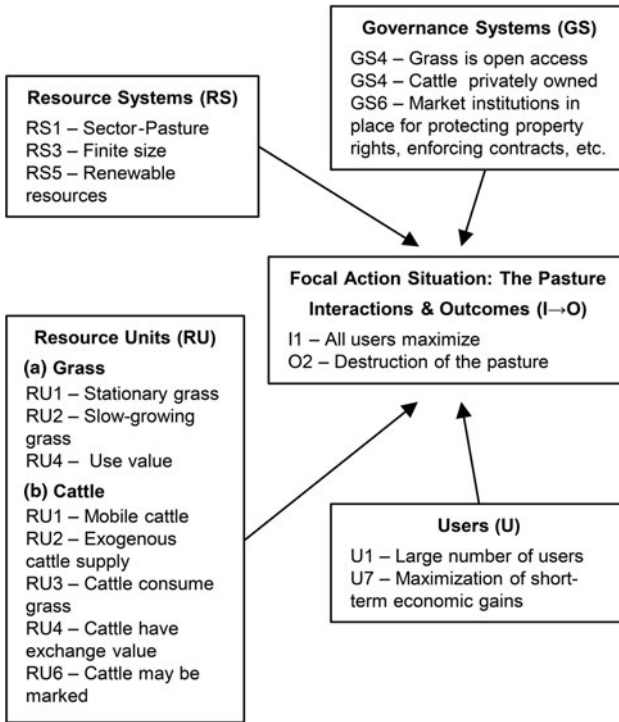 Governance Systems (GS)
GS4 – Grass is open access
GS4 – Cattle privately owned
GS6 – Market institutions in
place for protecting property
rights, enforcing contracts, etc.
Resource Systems (RS)
RS1 – Sector-Pasture
RS3 – Finite size
RS5 – Renewable
resources
Focal Action Situation: The Pasture
Interactions & Outcomes (I→O)
I1 – All users maximize
O2 – Destruction of the pasture
Resource Units (RU)
(a) Grass
RU1 – Stationary grass
RU2 – Slow-growing
grass
RU4 – Use value
(b) Cattle
RU1 – Mobile cattle
RU2 – Exogenous
cattle supply
RU3 – Cattle consume
grass
RU4 – Cattle have
exchange value
RU6 – Cattle may be
marked
Users (U)
U1 – Large number of users
U7 – Maximization of short-
term economic gains